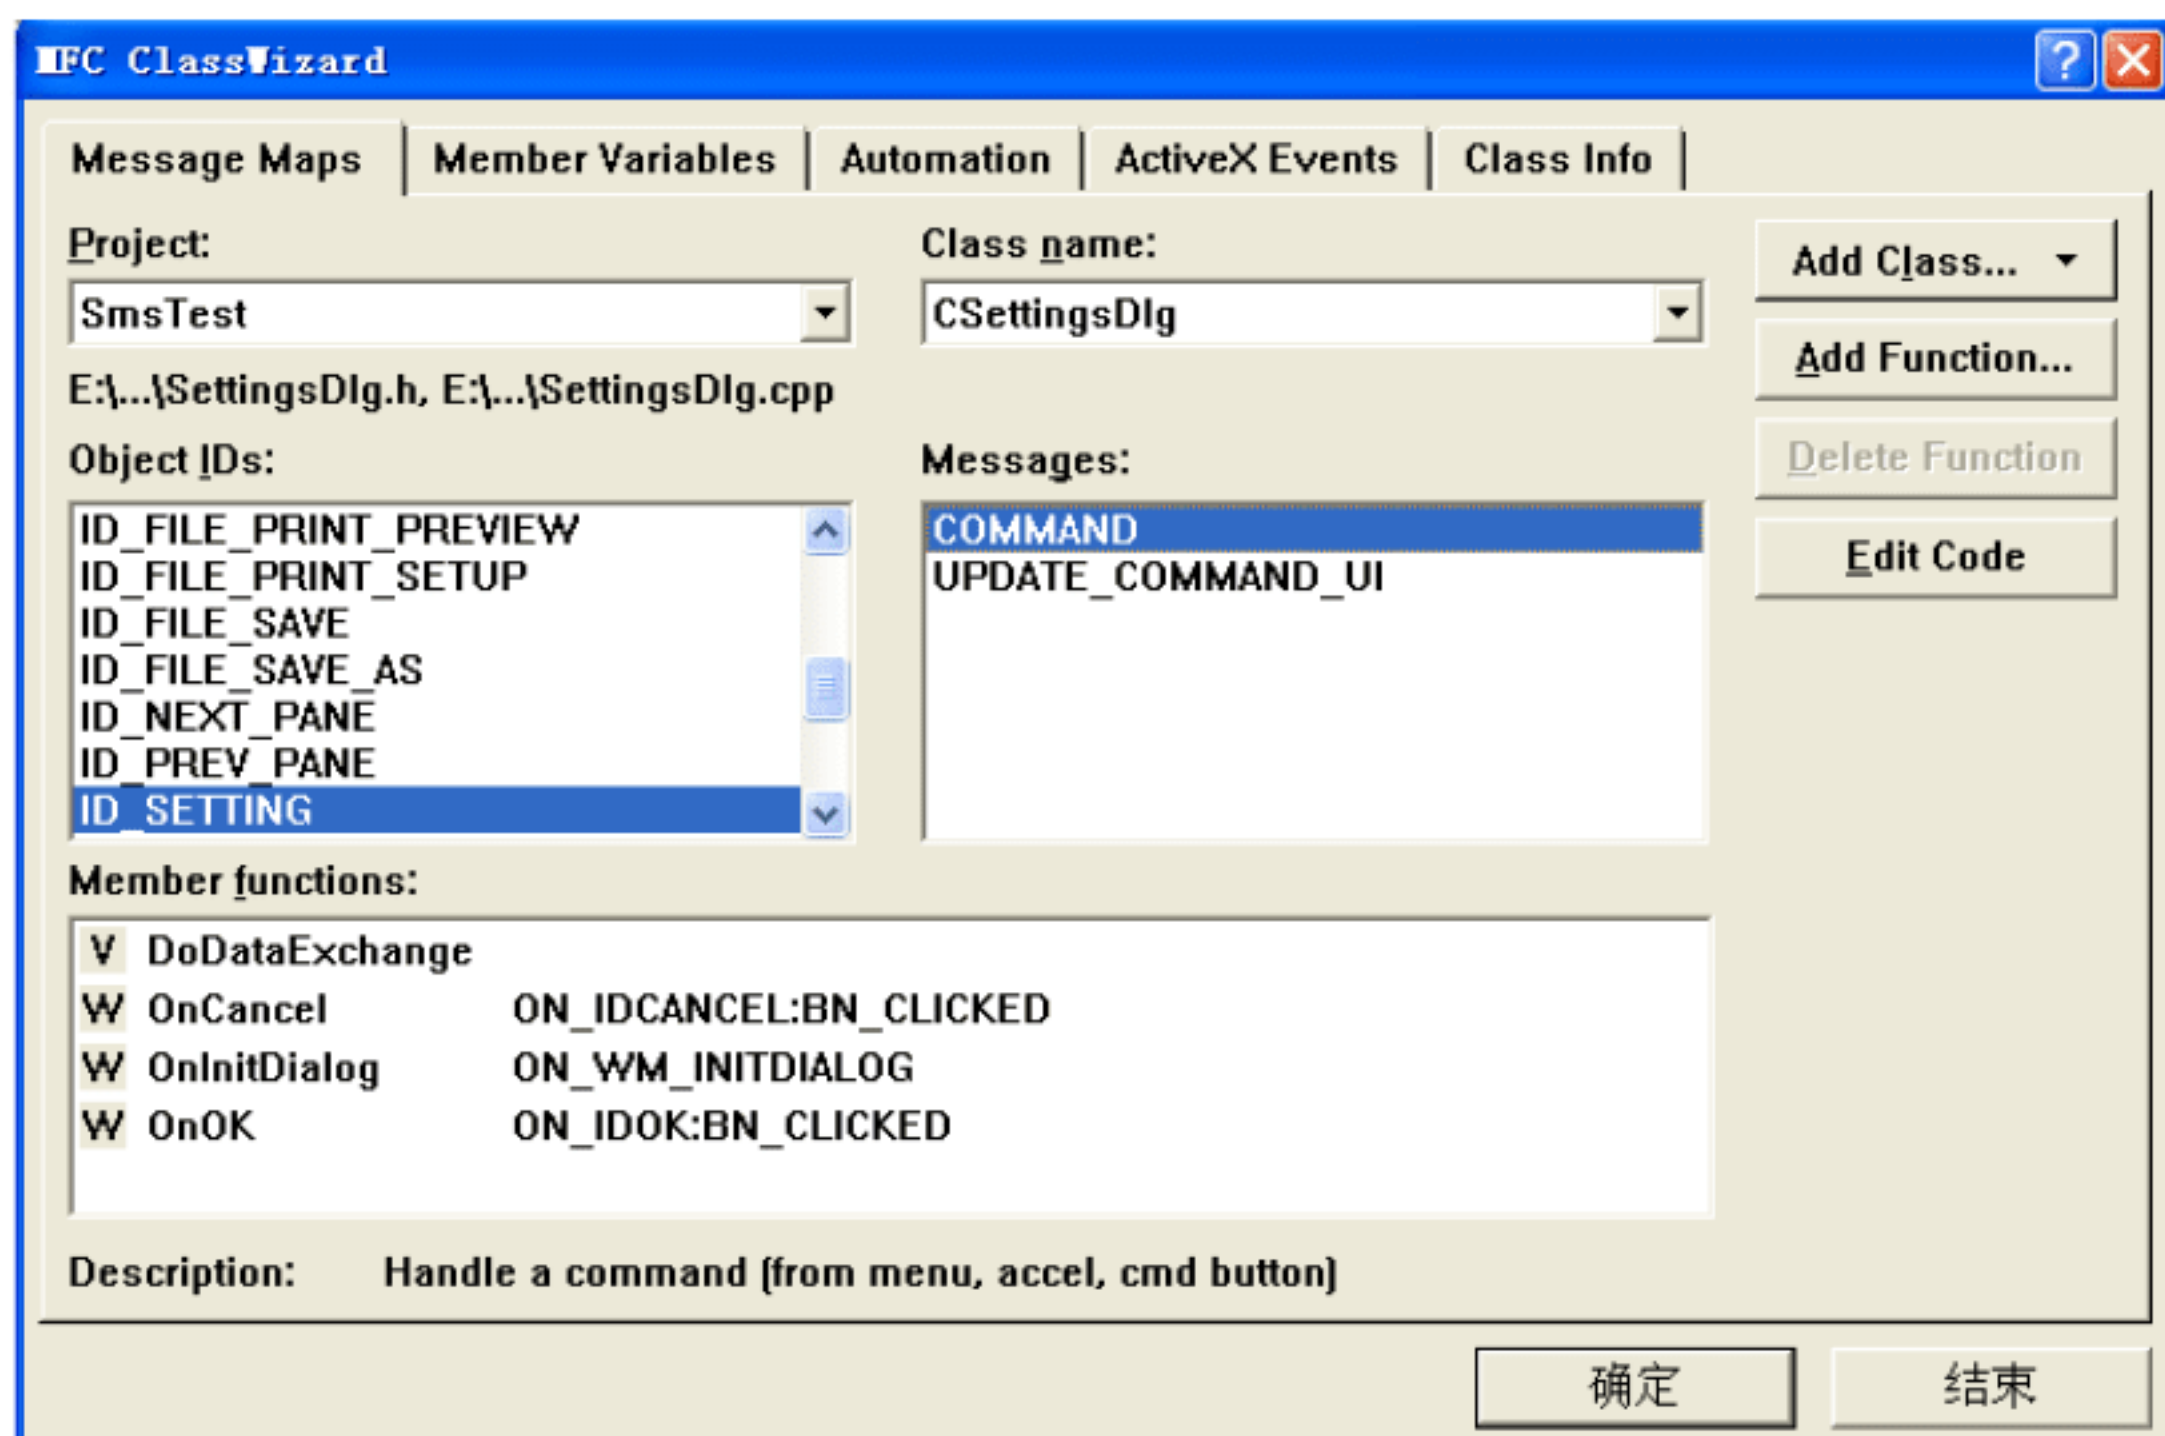 MFC ClassWizard
Message Maps
Member Variables
Automation
ActiveX Events
Class Info
Project:
Class name:
SmsTest
CSettingsDlg
Add Class...
Add Function...
Delete Function
Edit Code
E:\...\SettingsDlg.h, E:\...\SettingsDlg.cpp
Object IDs:
Messages:
ID_FILE_PRINT_PREVIEW
ID_FILE_PRINT_SETUP
ID_FILE_SAVE
ID_FILE_SAVE_AS
ID_NEXT_PANE
ID_PREV_PANE
ID_SETTING
COMMAND
UPDATE_COMMAND_UI
Member functions:
V DoDataExchange
W OnCancel ON_IDCANCEL:BN_CLICKED
W OnInitDialog ON_WM_INITDIALOG
W OnOK ON_IDOK:BN_CLICKED
Description: Handle a command (from menu, accel, cmd button)
确定
结束